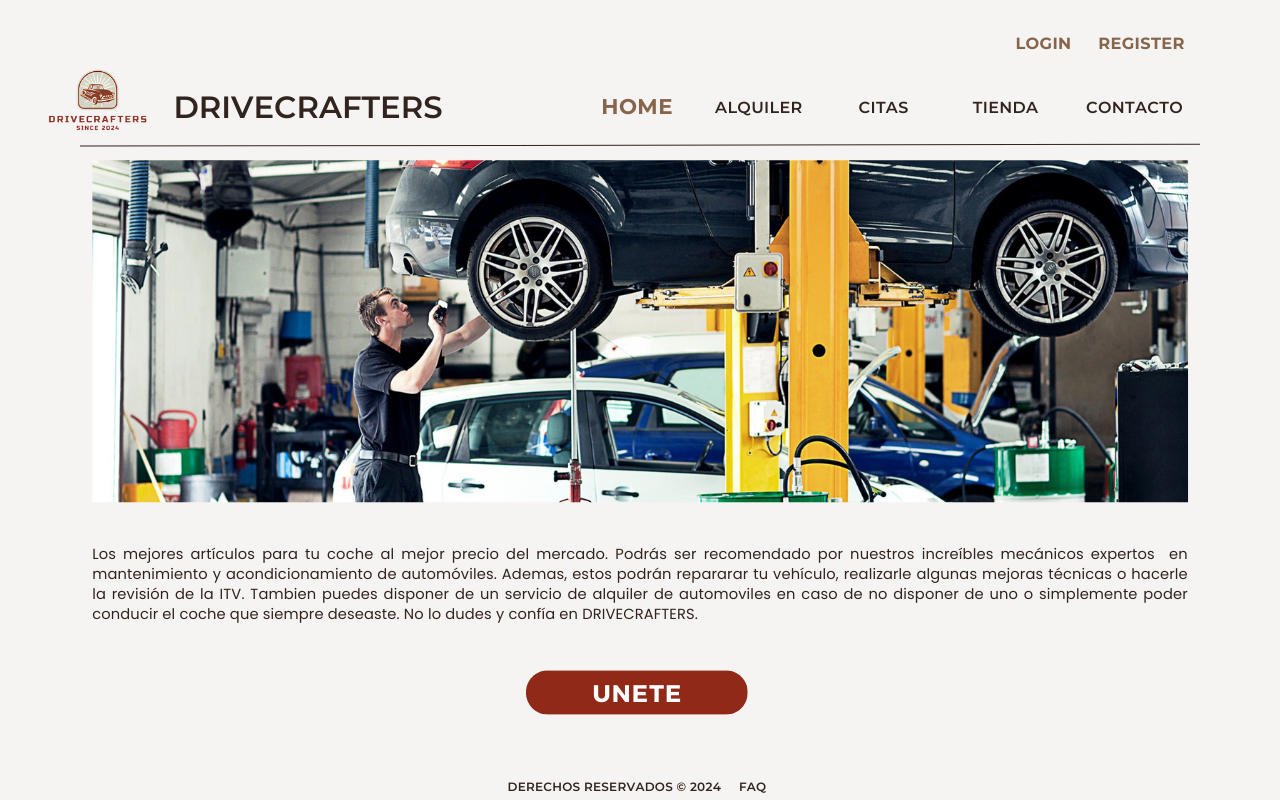 LOGIN REGISTER
DRIVECRAFTERS
SINCE 2024
DRIVECRAFTERS
HOME ALQUILER CITAS TIENDA CONTACTO
Los mejores artículos para tu coche al mejor precio del mercado. Podrás ser recomendado por nuestros increíbles mecánicos expertos en
mantenimiento y acondicionamiento de automóviles. Ademas, estos podrán repararar tu vehículo, realizarle algunas mejoras técnicas o hacerle
la revisión de la ITV. Tambien puedes disponer de un servicio de alquiler de automoviles en caso de no disponer de uno o simplemente poder
conducir el coche que siempre deseaste. No lo dudes y confía en DRIVECRAFTERS.
UNETE
DERECHOS RESERVADOS © 2024 FAQ